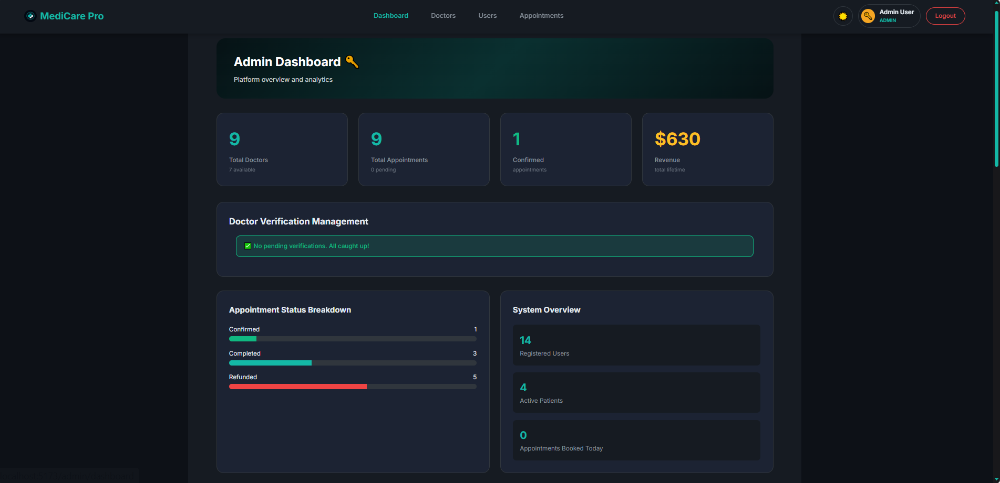 MediCare Pro
Dashboard
Doctors
Users
Appointments
Admin User
ADMIN
Logout
Admin Dashboard
Platform overview and analytics
9
Total Doctors
7 available
9
Total Appointments
0 pending
1
Confirmed
appointments
$630
Revenue
total lifetime
Doctor Verification Management
✅ No pending verifications. All caught up!
Appointment Status Breakdown
Confirmed 1
Completed 3
Refunded 5
System Overview
14
Registered Users
4
Active Patients
0
Appointments Booked Today